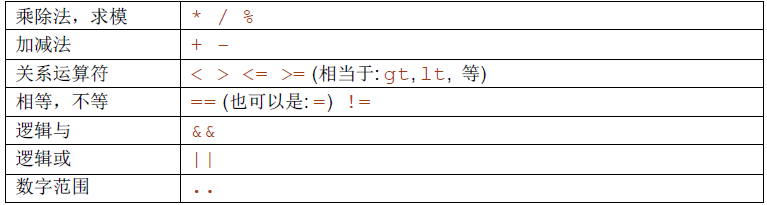 乘除法，求模 * / %
加减法 + -
关系运算符 < > <= >= (相当于: gt, lt, 等)
相等，不等 == (也可以是: =) !=
逻辑与 &&
逻辑或 ||
数字范围 ..